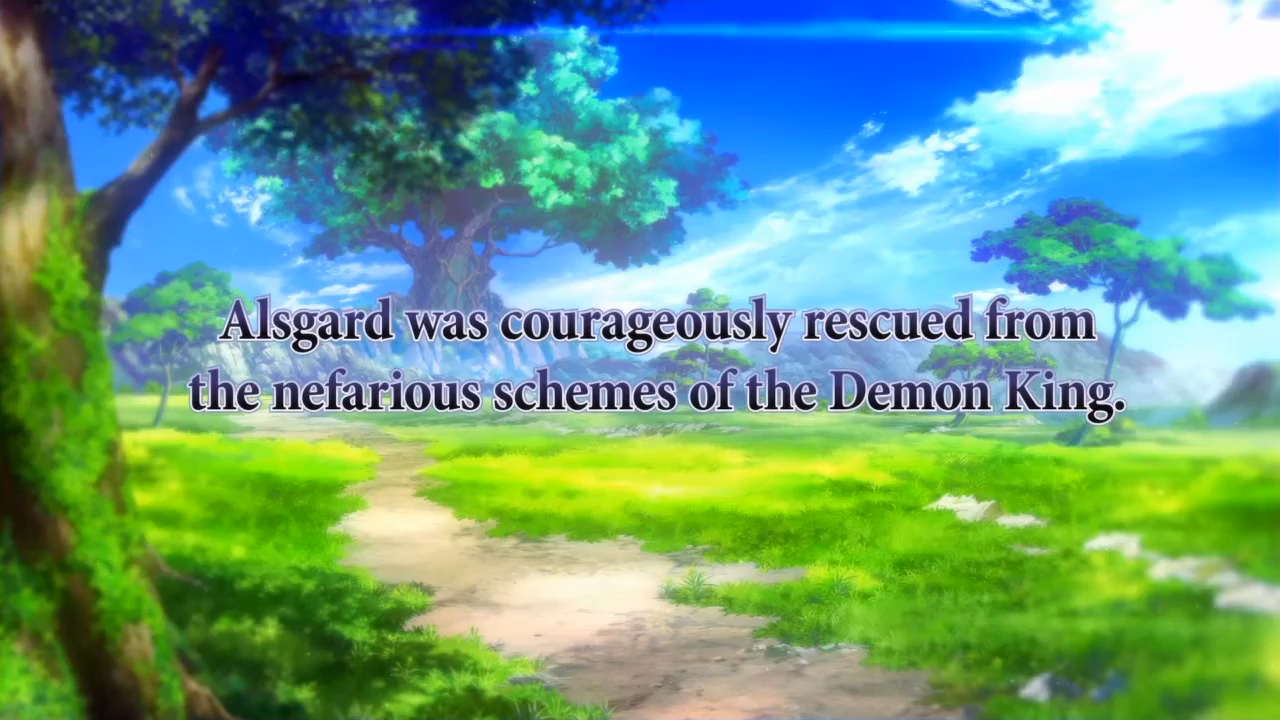 Alsgard was courageously rescued from
the nefarious schemes of the Demon King.